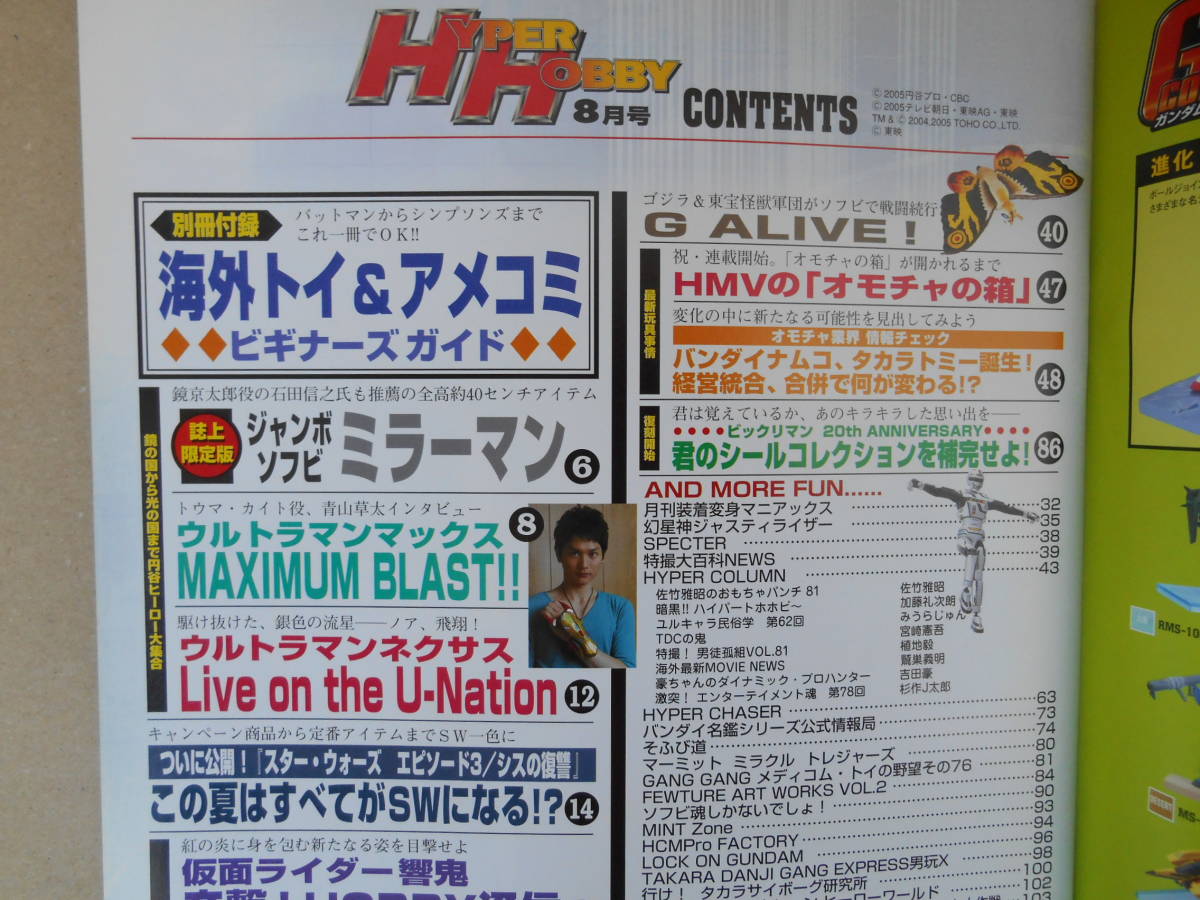 HYPER HOBBY
8月号 CONTENTS
Ⓒ2005円谷プロ・CBC
Ⓒ2005テレビ朝日・東映AG・東映
TM & Ⓒ 2004,2005 TOHO CO.,LTD.
Ⓒ東映
別冊付録
バットマンからシンプソンズまで
これ一冊でOK!!
海外トイ&アメコミ
◆◆ビギナーズガイド◆◆
鏡の国から光の国まで円谷ヒーロー大集合
鏡京太郎役の石田信之氏も推薦の全高約40センチアイテム
誌上限定版
ジャンボソフビ
ミラーマン 6
トウマ・カイト役、青山草太インタビュー
ウルトラマンマックス 8
MAXIMUM BLAST!!
駆け抜けた、銀色の流星――ノア、飛翔!
ウルトラマンネクサス
Live on the U-Nation 12
キャンペーン商品から定番アイテムまでSW一色に
ついに公開!『スター・ウォーズ エピソード3/シスの復讐』
この夏はすべてがSWになる!? 14
紅の炎に身を包む新たなる姿を目撃せよ
仮面ライダー響鬼
ゴジラ&東宝怪獣軍団がソフビで戦闘続行
G ALIVE! 40
最新玩具事情
祝・連載開始。「オモチャの箱」が開かれるまで
HMVの「オモチャの箱」 47
変化の中に新たなる可能性を見出してみよう
オモチャ業界 情報チェック
バンダイナムコ、タカラトミー誕生!
経営統合、合併で何が変わる!? 48
復刻開始
君は覚えているか、あのキラキラした思い出を――
●●●●ビックリマン 20th ANNIVERSARY●●●●
君のシールコレクションを補完せよ! 86
AND MORE FUN......
月刊装着変身マニアックス 32
幻星神ジャスティライザー 35
SPECTER 38
特撮大百科NEWS 39
HYPER COLUMN 43
佐竹雅昭のおもちゃパンチ 81 佐竹雅昭
暗黒!! ハイパートホホビ〜 加藤礼次朗
ユルキャラ民俗学 第62回 みうらじゅん
TDCの鬼 宮崎憲吾
特撮! 男徒孤組VOL.81 植地毅
海外最新MOVIE NEWS 鷲巣義明
豪ちゃんのダイナミック・プロハンター 吉田豪
激突! エンターテイメント魂 第78回 杉作J太郎
HYPER CHASER 63
バンダイ名鑑シリーズ公式情報局 73
そふび道 74
マーミット ミラクル トレジャーズ 80
GANG GANG メディコム・トイの野望その76 81
FEWTURE ART WORKS VOL.2 84
ソフビ魂しかないでしょ! 90
MINT Zone 93
HCMPro FACTORY 94
LOCK ON GUNDAM 96
TAKARA DANJI GANG EXPRESS男玩X 98
行け! タカラサイボーグ研究所 100
102
103
ガンダム
進化
RMS-10
DESERT
MS-